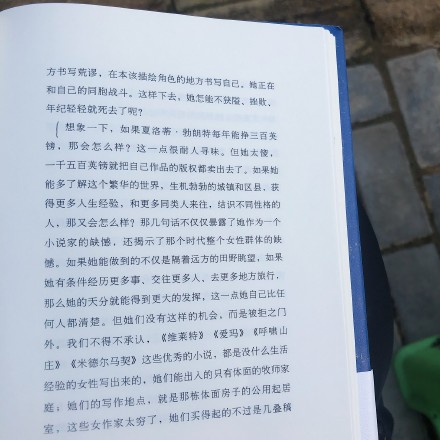 方书写荒谬，在本该描绘角色的地方书写自己。她正在
和自己的同胞战斗。这样下去，她怎能不狭隘、挫败，
年纪轻轻就死去了呢？
想象一下，如果夏洛蒂·勃朗特每年能挣三百英
镑，那会怎么样？这一点很耐人寻味。但她太傻，
一千五百英镑就把自己作品的版权都卖出去了。如果她
能多了解这个繁华的世界，生机勃勃的城镇和区县，获
得更多人生经验，和更多同类人来往，结识不同性格的
人，那又会怎么样？那几句话不仅仅暴露了她作为一个
小说家的缺憾，还揭示了那个时代整个女性群体的缺
憾。如果她能做到的不仅是隔着远方的田野眺望，如果
她有条件经历更多事、交往更多人、去更多地方旅行，
那么她的天分就能得到更大的发挥，这一点她自己比任
何人都清楚。但她们没有这样的机会，而是被拒之门
外。我们不得不承认，《维莱特》《爱玛》《呼啸山
庄》《米德尔马契》这些优秀的小说，都是没什么生活
经验的女性写出来的，她们能出入的只有体面的牧师家
庭；她们的写作地点，就是那栋体面房子的公用起居
室，这些女作家太穷了，她们买得起的不过是几叠稿